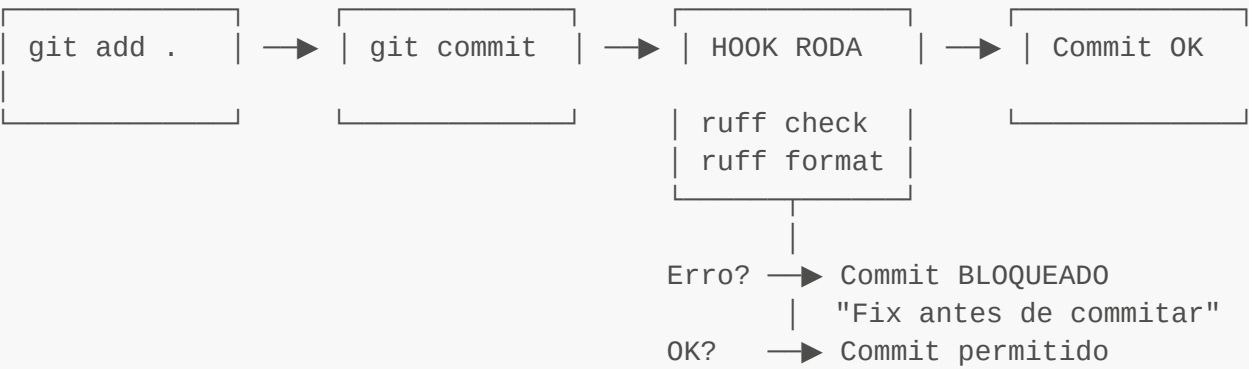 git add . ──▶ git commit ──▶ HOOK RODA ──▶ Commit OK
ruff check
ruff format
Erro? ──▶ Commit BLOQUEADO
"Fix antes de commitar"
OK? ──▶ Commit permitido